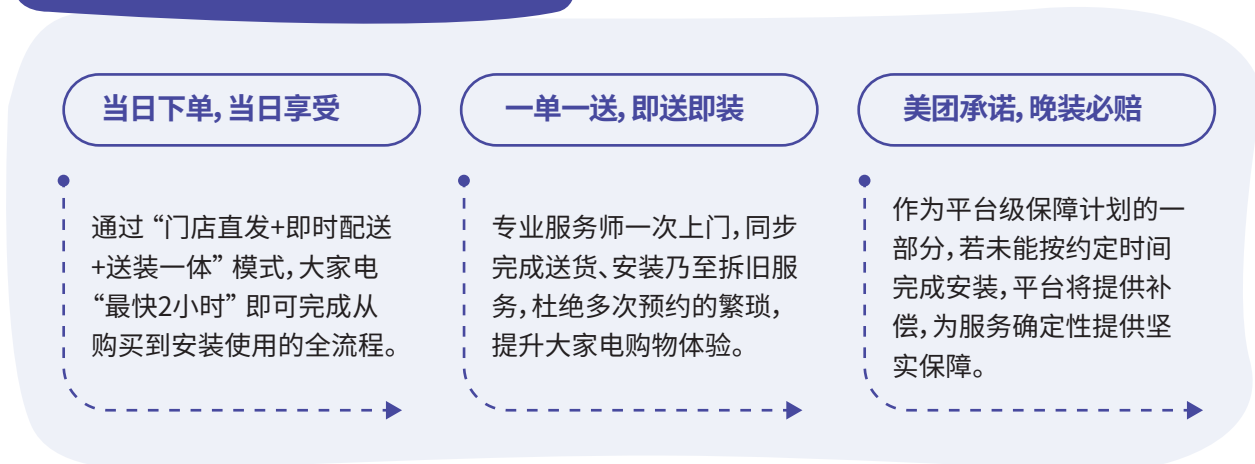 当日下单,当日享受
通过“门店直发+即时配送
+送装一体”模式,大家电
“最快2小时”即可完成从
购买到安装使用的全流程。
一单一送,即送即装
专业服务师一次上门,同步
完成送货、安装乃至拆旧服
务,杜绝多次预约的繁琐,
提升大家电购物体验。
美团承诺,晚装必赔
作为平台级保障计划的一
部分,若未能按约定时间
完成安装,平台将提供补
偿,为服务确定性提供坚
实保障。